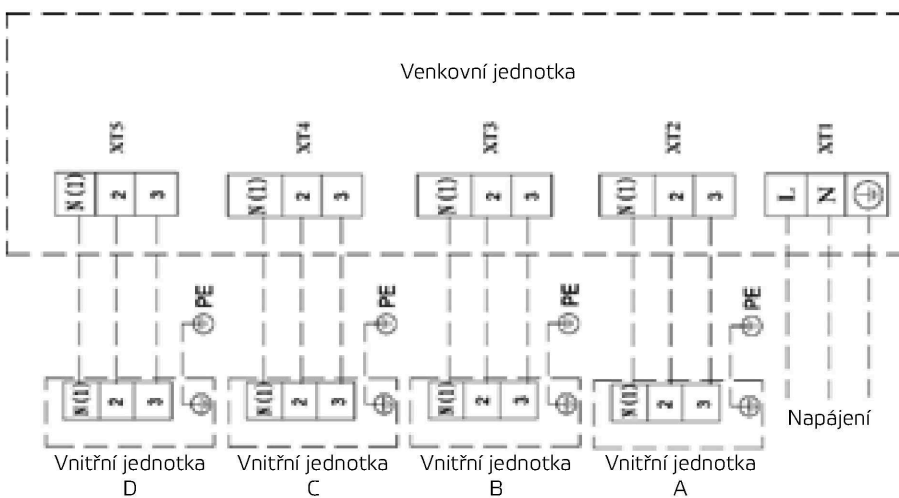 Venkovní jednotka
XT5 XT4 XT3 XT2 XT1
N(1) 2 3 N(1) 2 3 N(1) 2 3 N(1) 2 3 L N
PE PE PE PE
N(1) 2 3 N(1) 2 3 N(1) 2 3 N(1) 2 3
Napájení
Vnitřní jednotka Vnitřní jednotka Vnitřní jednotka Vnitřní jednotka
D C B A